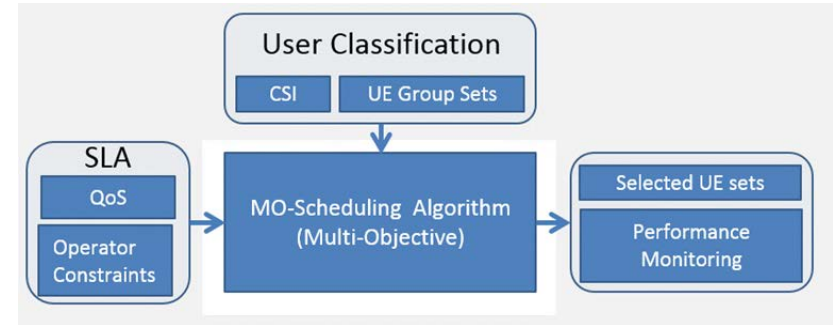 User Classification
CSI
UE Group Sets
SLA
QoS
Operator
Constraints
MO-Scheduling Algorithm
(Multi-Objective)
Selected UE sets
Performance
Monitoring